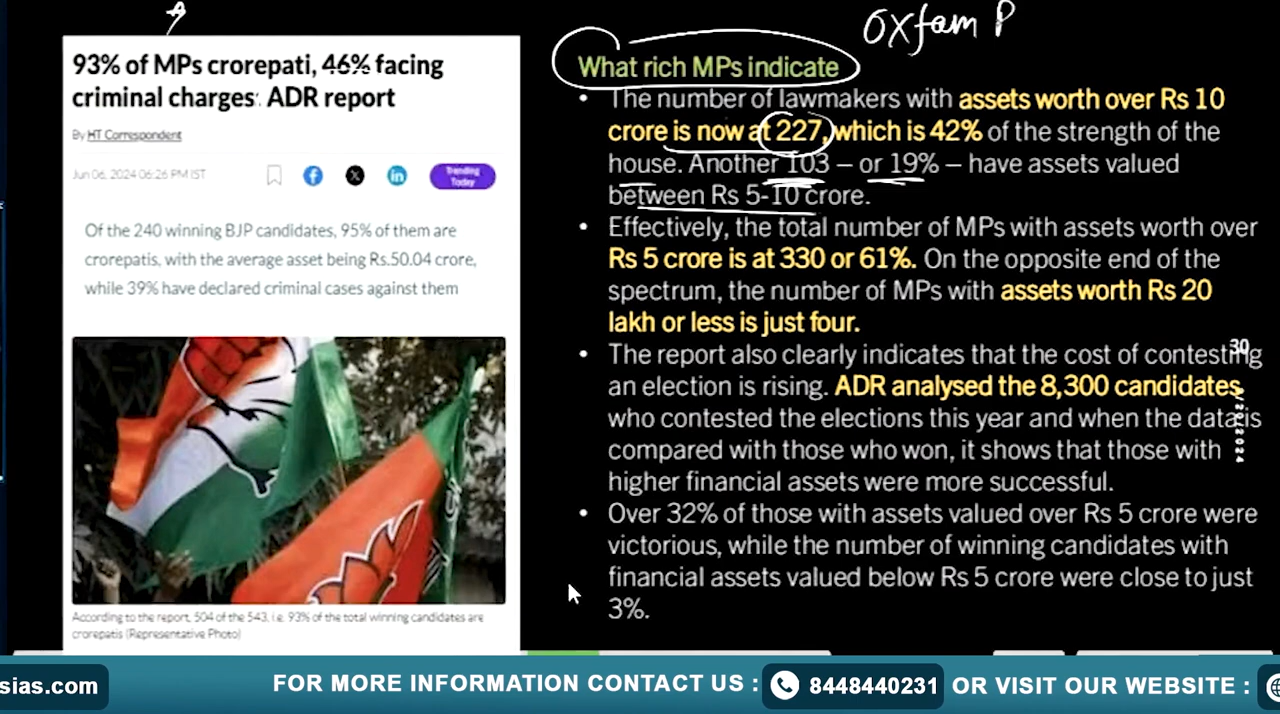 Oxfam P
93% of MPs crorepati, 46% facing
criminal charges: ADR report
By HT Correspondent
Jun 06, 2024 06:26 PM IST
Trending
Today
Of the 240 winning BJP candidates, 95% of them are
crorepatis, with the average asset being Rs.50.04 crore,
while 39% have declared criminal cases against them
According to the report, 504 of the 543, i.e. 93% of the total winning candidates are
crorepatis (Representative Photo)
What rich MPs indicate
• The number of lawmakers with assets worth over Rs 10
crore is now at 227, which is 42% of the strength of the
house. Another 103 – or 19% – have assets valued
between Rs 5-10 crore.
• Effectively, the total number of MPs with assets worth over
Rs 5 crore is at 330 or 61%. On the opposite end of the
spectrum, the number of MPs with assets worth Rs 20
lakh or less is just four.
• The report also clearly indicates that the cost of contesting
an election is rising. ADR analysed the 8,300 candidates
who contested the elections this year and when the data is
compared with those who won, it shows that those with
higher financial assets were more successful.
• Over 32% of those with assets valued over Rs 5 crore were
victorious, while the number of winning candidates with
financial assets valued below Rs 5 crore were close to just
3%.
30
sias.com
FOR MORE INFORMATION CONTACT US : 8448440231 OR VISIT OUR WEBSITE :